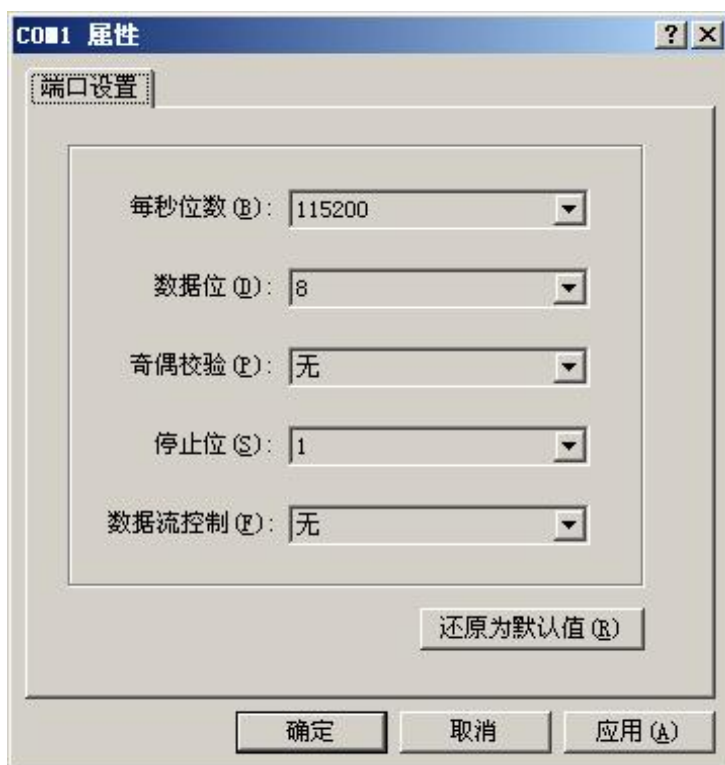 COM1 属性
端口设置
每秒位数(B): 115200
数据位(D): 8
奇偶校验(P): 无
停止位(S): 1
数据流控制(F): 无
还原为默认值(R)
确定 取消 应用(A)